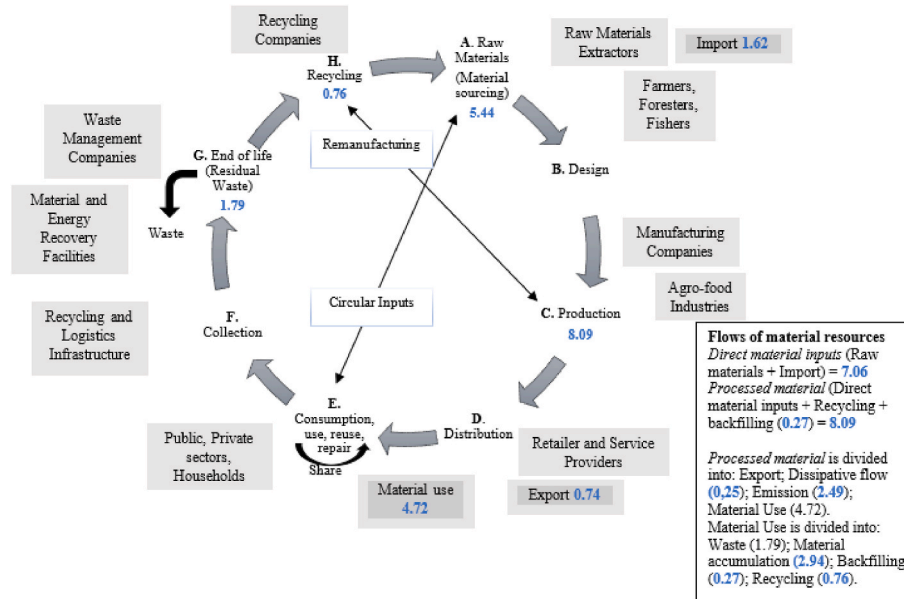 Recycling
Companies
H.
Recycling
0.76
A. Raw
Materials
(Material
sourcing)
5.44
Raw Materials
Extractors
Import 1.62
Farmers,
Foresters,
Fishers
Waste
Management
Companies
Remanufacturing
G. End of life
(Residual
Waste)
1.79
B. Design
Material and
Energy
Recovery
Facilities
Waste
Manufacturing
Companies
Agro-food
Industries
Circular Inputs
C. Production
8.09
Recycling and
Logistics
Infrastructure
F.
Collection
E.
Consumption,
use, reuse,
repair
Share
D.
Distribution
Public, Private
sectors,
Households
Retailer and Service
Providers
Material use
4.72
Export 0.74
Flows of material resources
Direct material inputs (Raw
materials + Import) = 7.06
Processed material (Direct
material inputs + Recycling +
backfilling (0.27) = 8.09
Processed material is divided
into: Export; Dissipative flow
(0,25); Emission (2.49);
Material Use (4.72).
Material Use is divided into:
Waste (1.79); Material
accumulation (2.94); Backfilling
(0.27); Recycling (0.76).